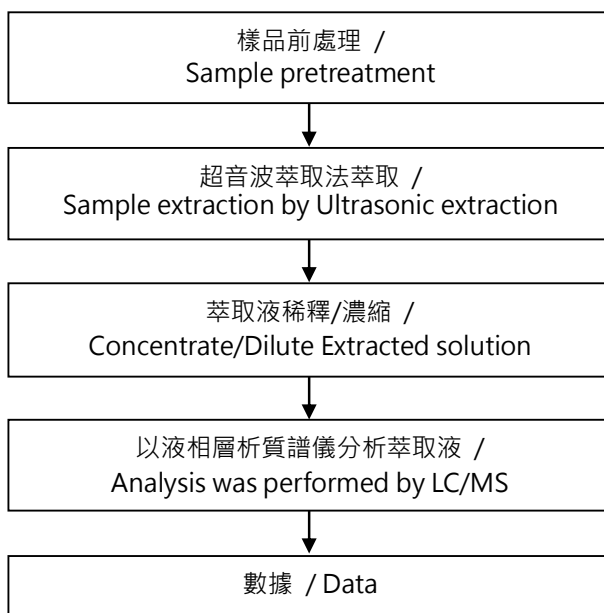 樣品前處理 /
Sample pretreatment
超音波萃取法萃取 /
Sample extraction by Ultrasonic extraction
萃取液稀釋/濃縮 /
Concentrate/Dilute Extracted solution
以液相層析質譜儀分析萃取液 /
Analysis was performed by LC/MS
數據 / Data